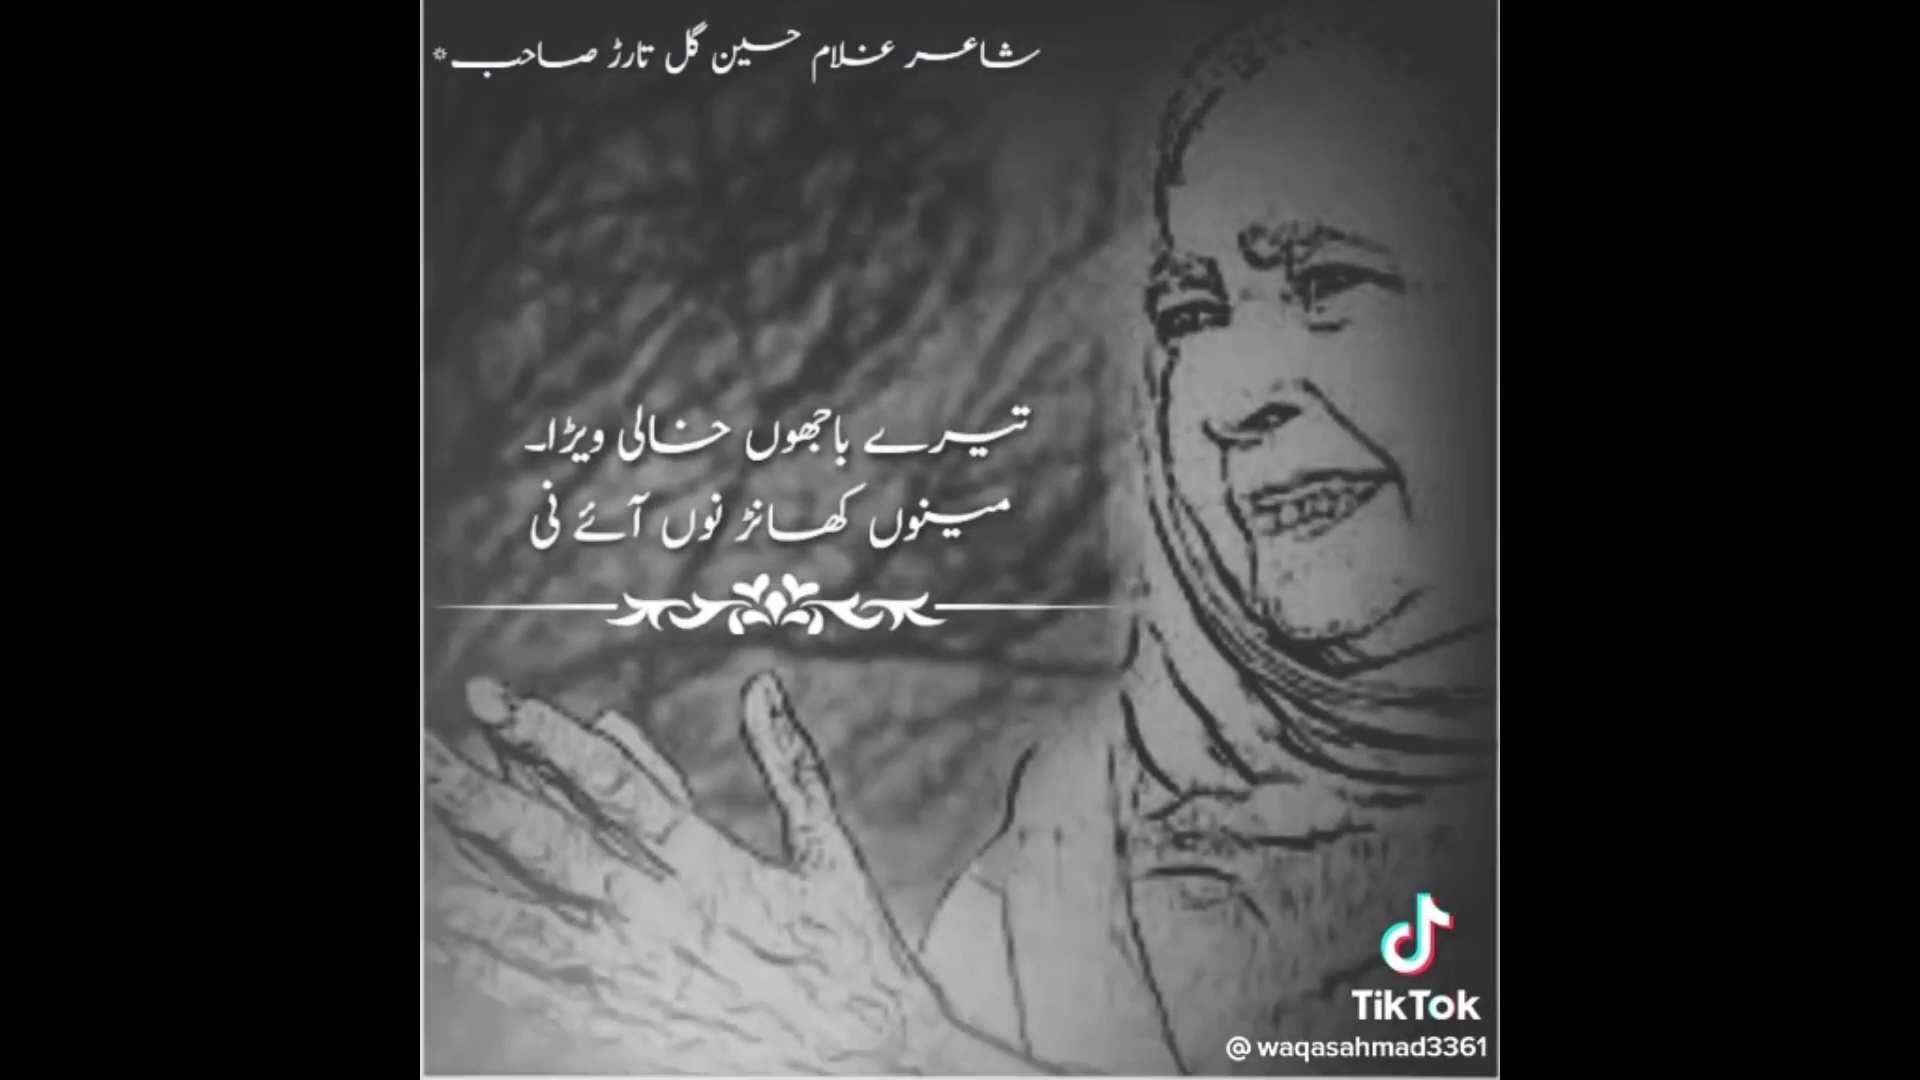 شاعر غلام حسین گل تارڑ صاحب*
تیرے باجھوں خالی ویڑا۔
مینوں کھانڑ نوں آئے نی
TikTok
@waqasahmad3361